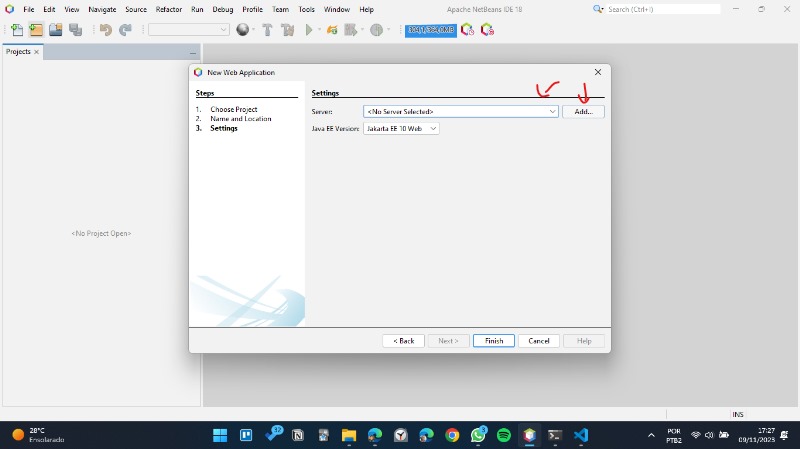 File Edit View Navigate Source Refactor Run Debug Profile Team Tools Window Help Apache NetBeans IDE 18 Search (Ctrl+I)
Projects
<No Project Open>
New Web Application
Steps
1. Choose Project
2. Name and Location
3. Settings
Settings
Server: <No Server Selected> Add...
Java EE Version: Jakarta EE 10 Web
< Back Next > Finish Cancel Help
INS
28°C
Ensolarado
32
3
POR
PTB2
17:27
09/11/2023